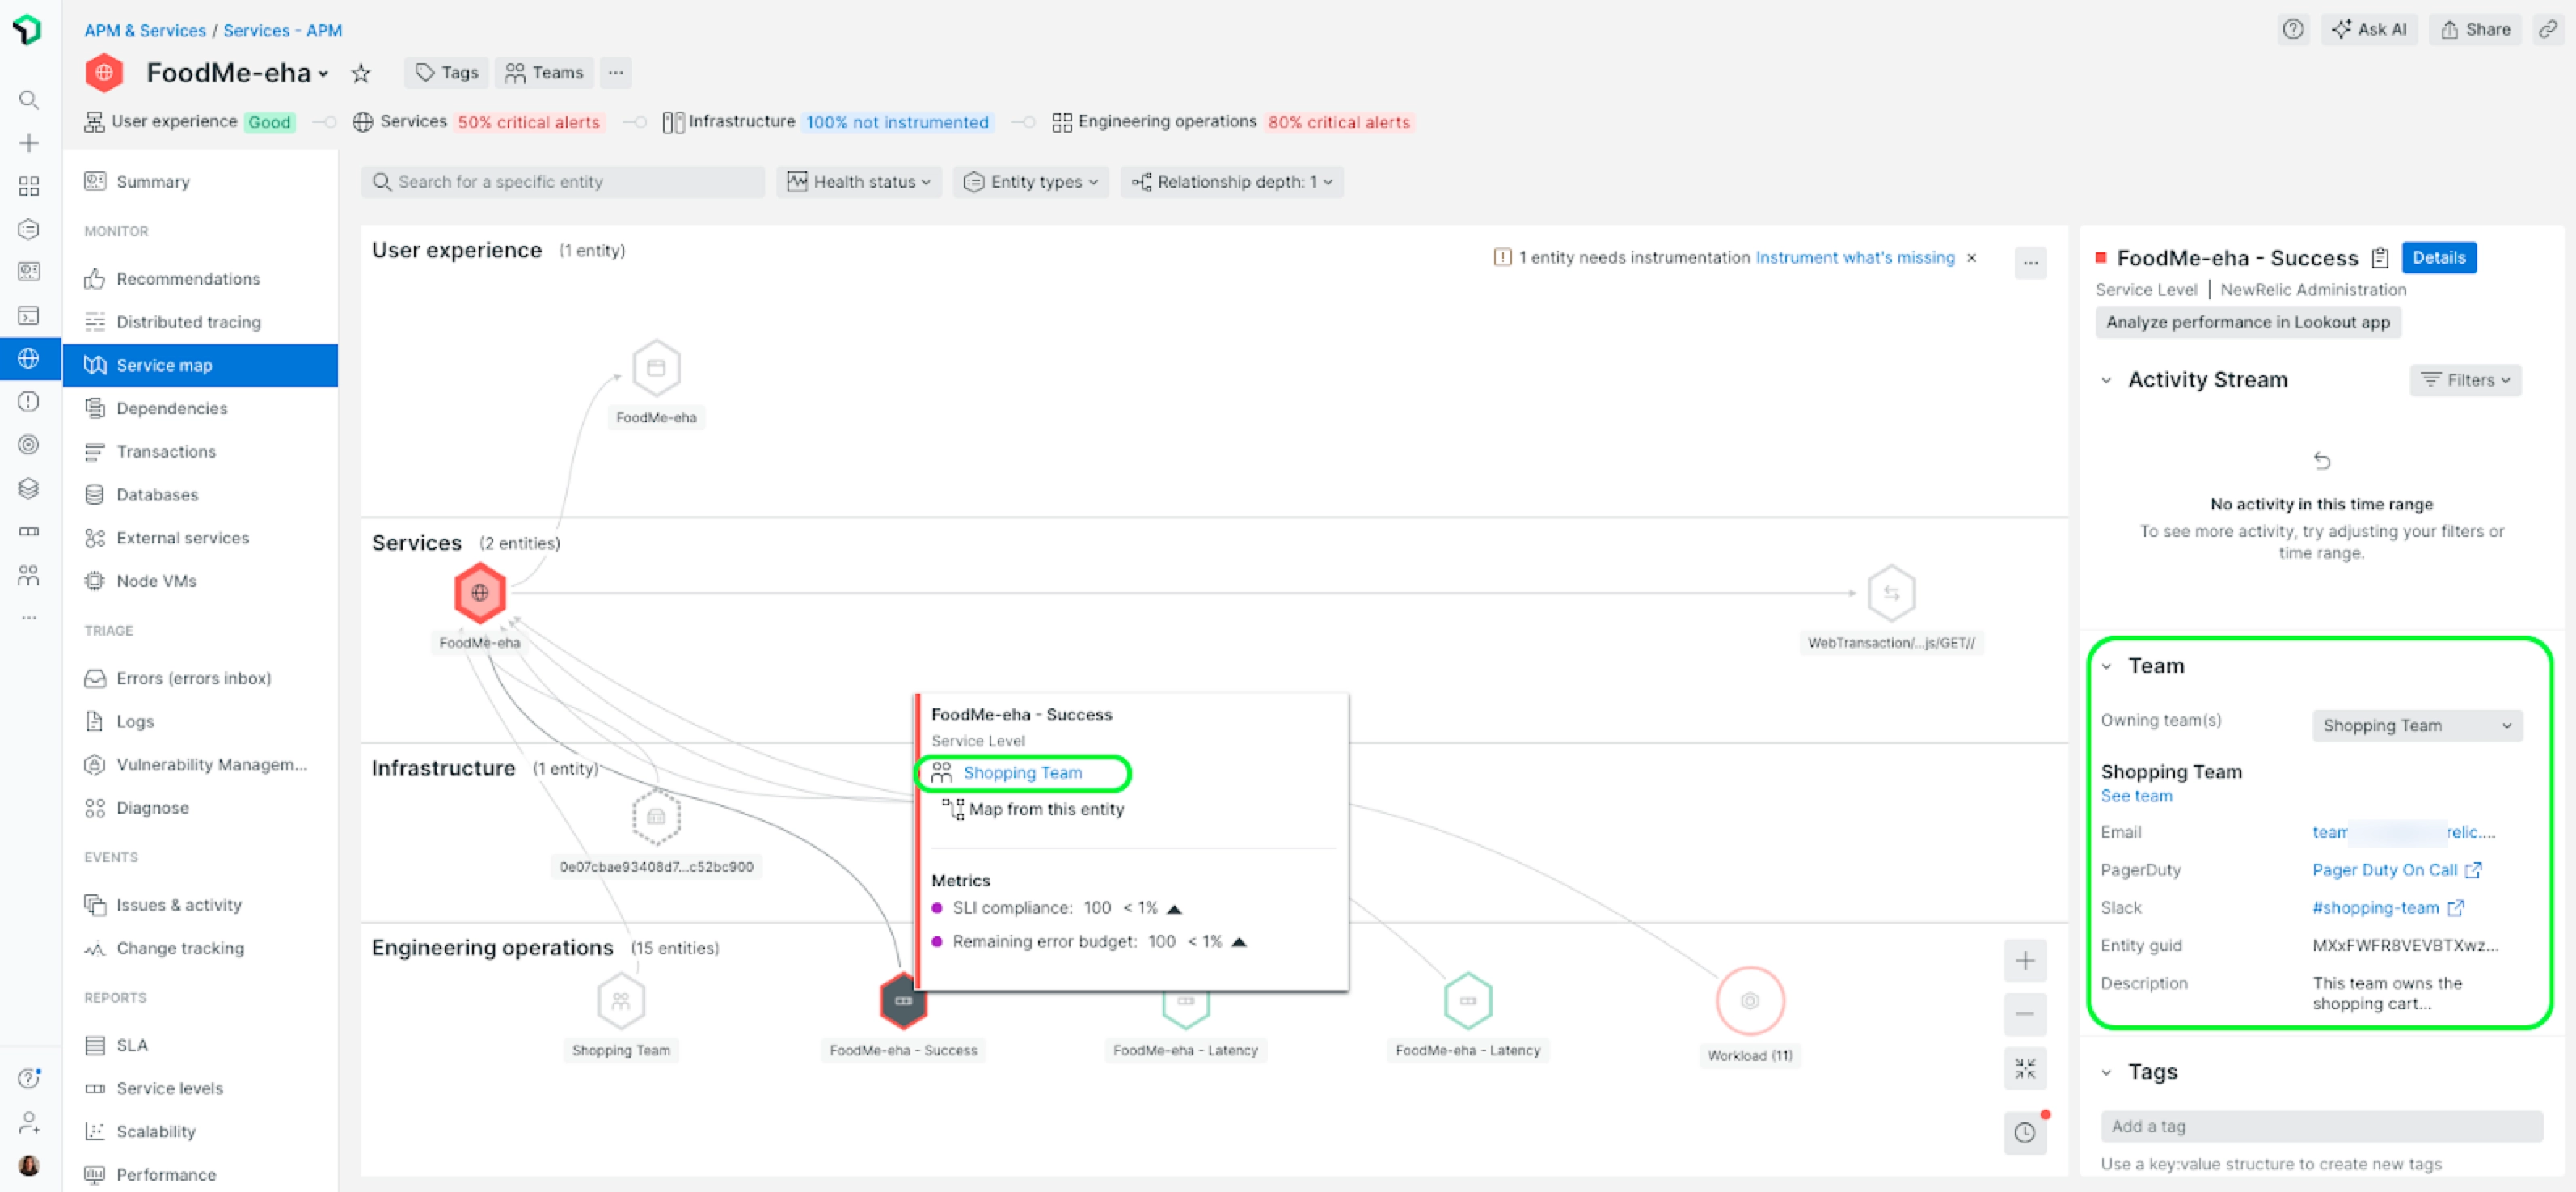 APM & Services / Services - APM
Ask AI
Share
FoodMe-eha
Tags
Teams
...
User experience Good
Services 50% critical alerts
Infrastructure 100% not instrumented
Engineering operations 80% critical alerts
Summary
MONITOR
Recommendations
Distributed tracing
Service map
Dependencies
Transactions
Databases
External services
Node VMs
TRIAGE
Errors (errors inbox)
Logs
Vulnerability Managem...
Diagnose
EVENTS
Issues & activity
Change tracking
REPORTS
SLA
Service levels
Scalability
Performance
Search for a specific entity
Health status
Entity types
Relationship depth: 1
User experience (1 entity)
1 entity needs instrumentation Instrument what's missing ×
...
FoodMe-eha
Services (2 entities)
FoodMe-eha
WebTransaction/...js/GET//
Infrastructure (1 entity)
0e07cbae93408d7...c52bc900
FoodMe-eha - Success
Service Level
Shopping Team
Map from this entity
Metrics
SLI compliance: 100 < 1% ▲
Remaining error budget: 100 < 1% ▲
Engineering operations (15 entities)
Shopping Team
FoodMe-eha - Success
FoodMe-eha - Latency
FoodMe-eha - Latency
Workload (11)
FoodMe-eha - Success
Details
Service Level | NewRelic Administration
Analyze performance in Lookout app
Activity Stream
Filters
No activity in this time range
To see more activity, try adjusting your filters or
time range.
Team
Owning team(s) Shopping Team
Shopping Team
See team
Email team relic....
PagerDuty Pager Duty On Call
Slack #shopping-team
Entity guid MXxFWFR8VEVBTXwz...
Description This team owns the
shopping cart...
Tags
Add a tag
Use a key:value structure to create new tags